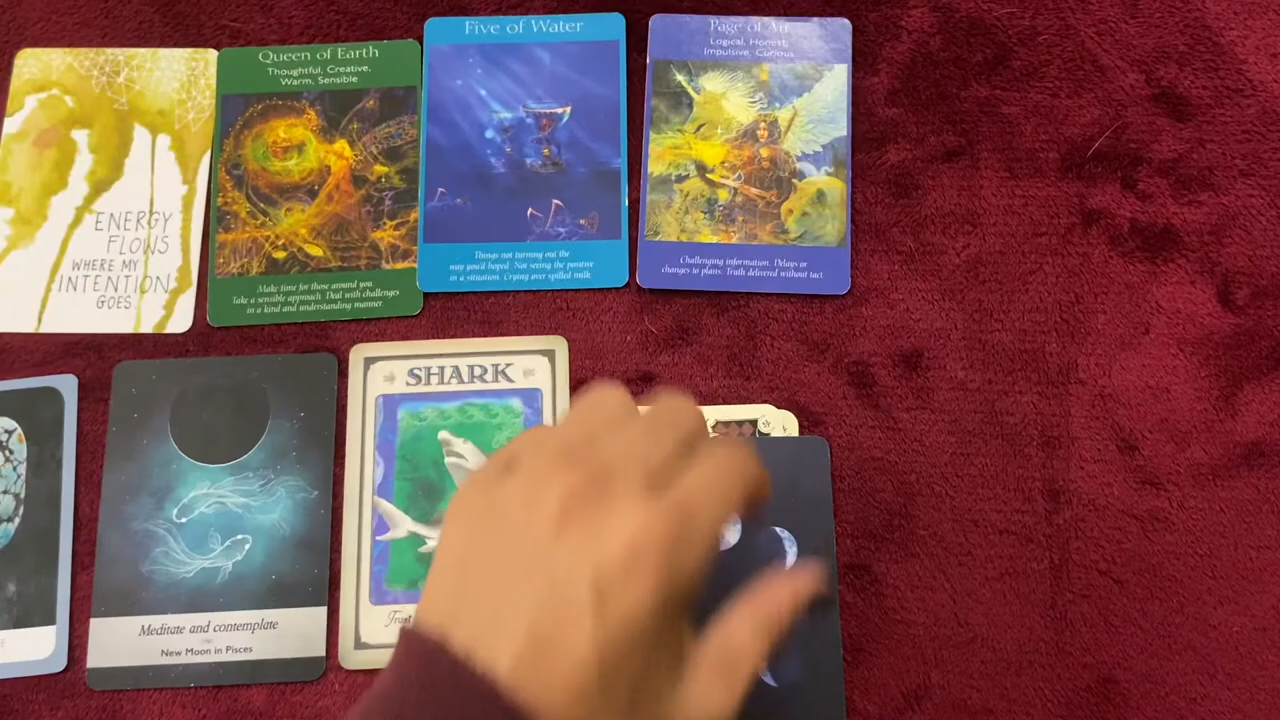 ENERGY
FLOWS
WHERE MY
INTENTION
GOES.
Queen of Earth
Thoughtful, Creative,
Warm, Sensible
Make time for those around you.
Take a sensible approach. Deal with challenges
in a kind and understanding manner.
Five of Water
Things not turning out the
way you'd hoped. Not seeing the positive
in a situation. Crying over spilled milk.
Page of Air
Logical, Honest,
Impulsive, Curious
Challenging information. Delays or
changes to plans. Truth delivered without tact.
Meditate and contemplate
New Moon in Pisces
SHARK
Trust